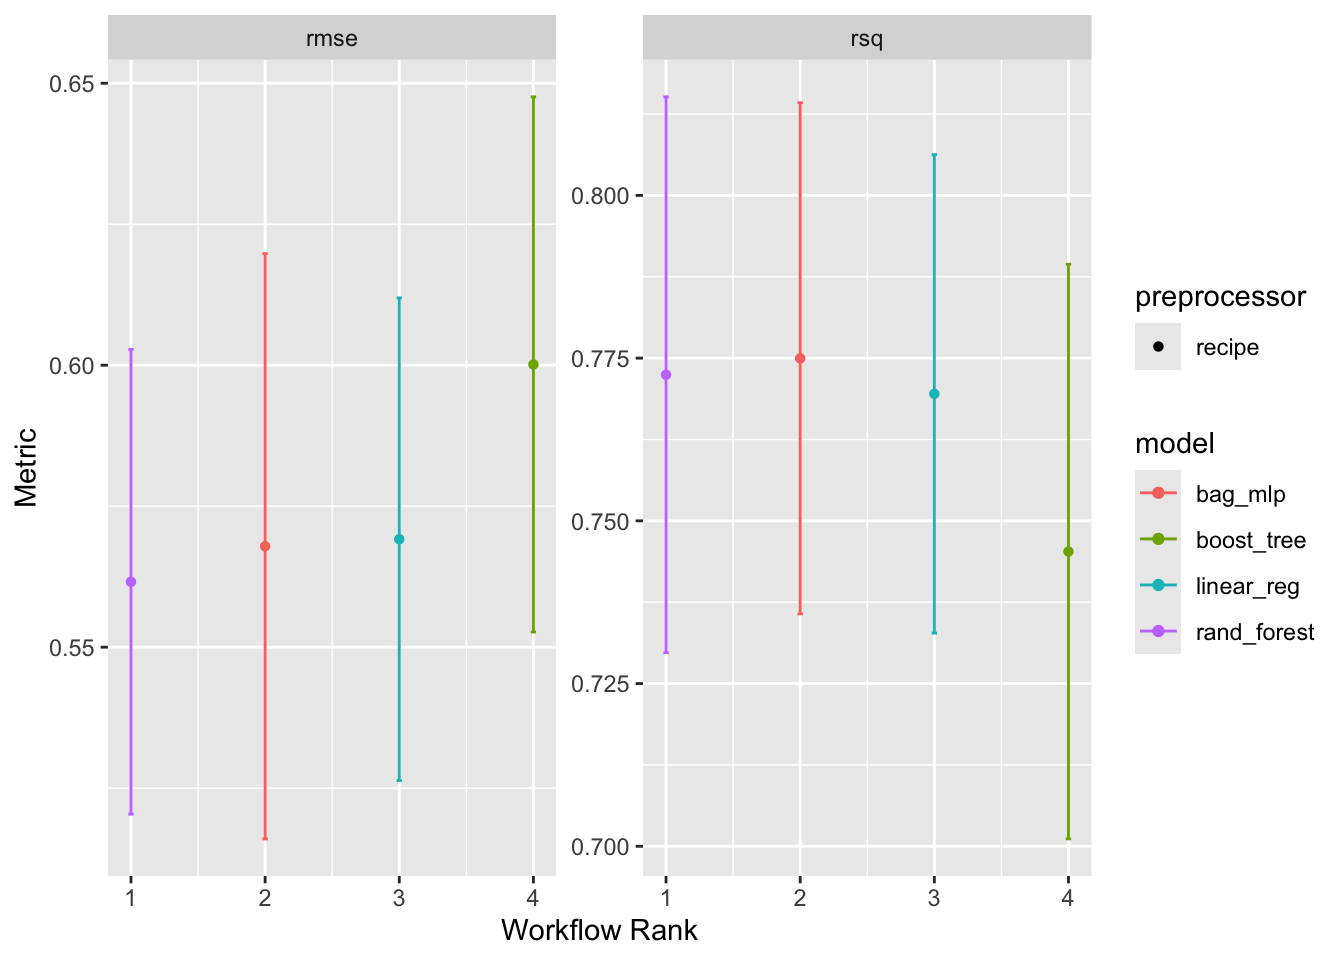 rmse
rsq
0.65
0.60
0.55
0.800
0.775
0.750
0.725
0.700
1 2 3 4
1 2 3 4
Metric
Workflow Rank
preprocessor
recipe
model
bag_mlp
boost_tree
linear_reg
rand_forest